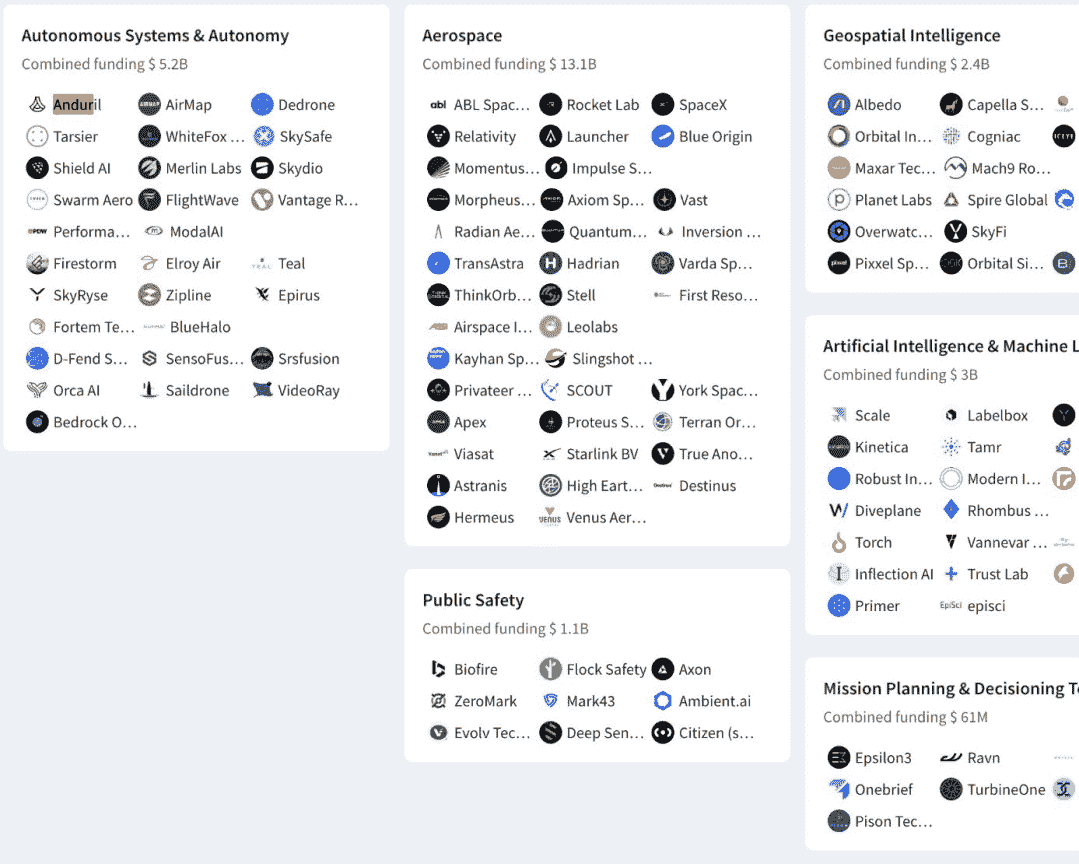 Autonomous Systems & Autonomy
Combined funding $ 5.2B
Anduril AirMap Dedrone
Tarsier WhiteFox ... SkySafe
Shield AI Merlin Labs Skydio
Swarm Aero FlightWave Vantage R...
Performa... ModalAI
Firestorm Elroy Air Teal
SkyRyse Zipline Epirus
Fortem Te... BlueHalo
D-Fend S... SensoFus... Srsfusion
Orca AI Saildrone VideoRay
Bedrock O...
Aerospace
Combined funding $ 13.1B
abl ABL Spac... Rocket Lab SpaceX
Relativity Launcher Blue Origin
Momentus... Impulse S...
Morpheus... Axiom Sp... Vast
Radian Ae... Quantum... Inversion ...
TransAstra Hadrian Varda Sp...
ThinkOrb... Stell First Reso...
Airspace I... Leolabs
Kayhan Sp... Slingshot ...
Privateer ... SCOUT York Spac...
Apex Proteus S... Terran Or...
Viasat Starlink BV True Ano...
Astranis High Eart... Destinus
Hermeus VENUS Venus Aer...
Public Safety
Combined funding $ 1.1B
Biofire Flock Safety Axon
ZeroMark Mark43 Ambient.ai
Evolv Tec... Deep Sen... Citizen (s...
Geospatial Intelligence
Combined funding $ 2.4B
Albedo Capella S...
Orbital In... Cogniac ICEYE
Maxar Tec... Mach9 Ro...
Planet Labs Spire Global
Overwatc... SkyFi
pixxel Pixxel Sp... Orbital Si...
Artificial Intelligence & Machine L
Combined funding $ 3B
Scale Labelbox
Kinetica Tamr
Robust In... Modern I...
Diveplane Rhombus ...
Torch Vannevar ...
Inflection AI Trust Lab
Primer EpiSci episci
Mission Planning & Decisioning Te
Combined funding $ 61M
Epsilon3 Ravn
Onebrief TurbineOne
Pison Tec...